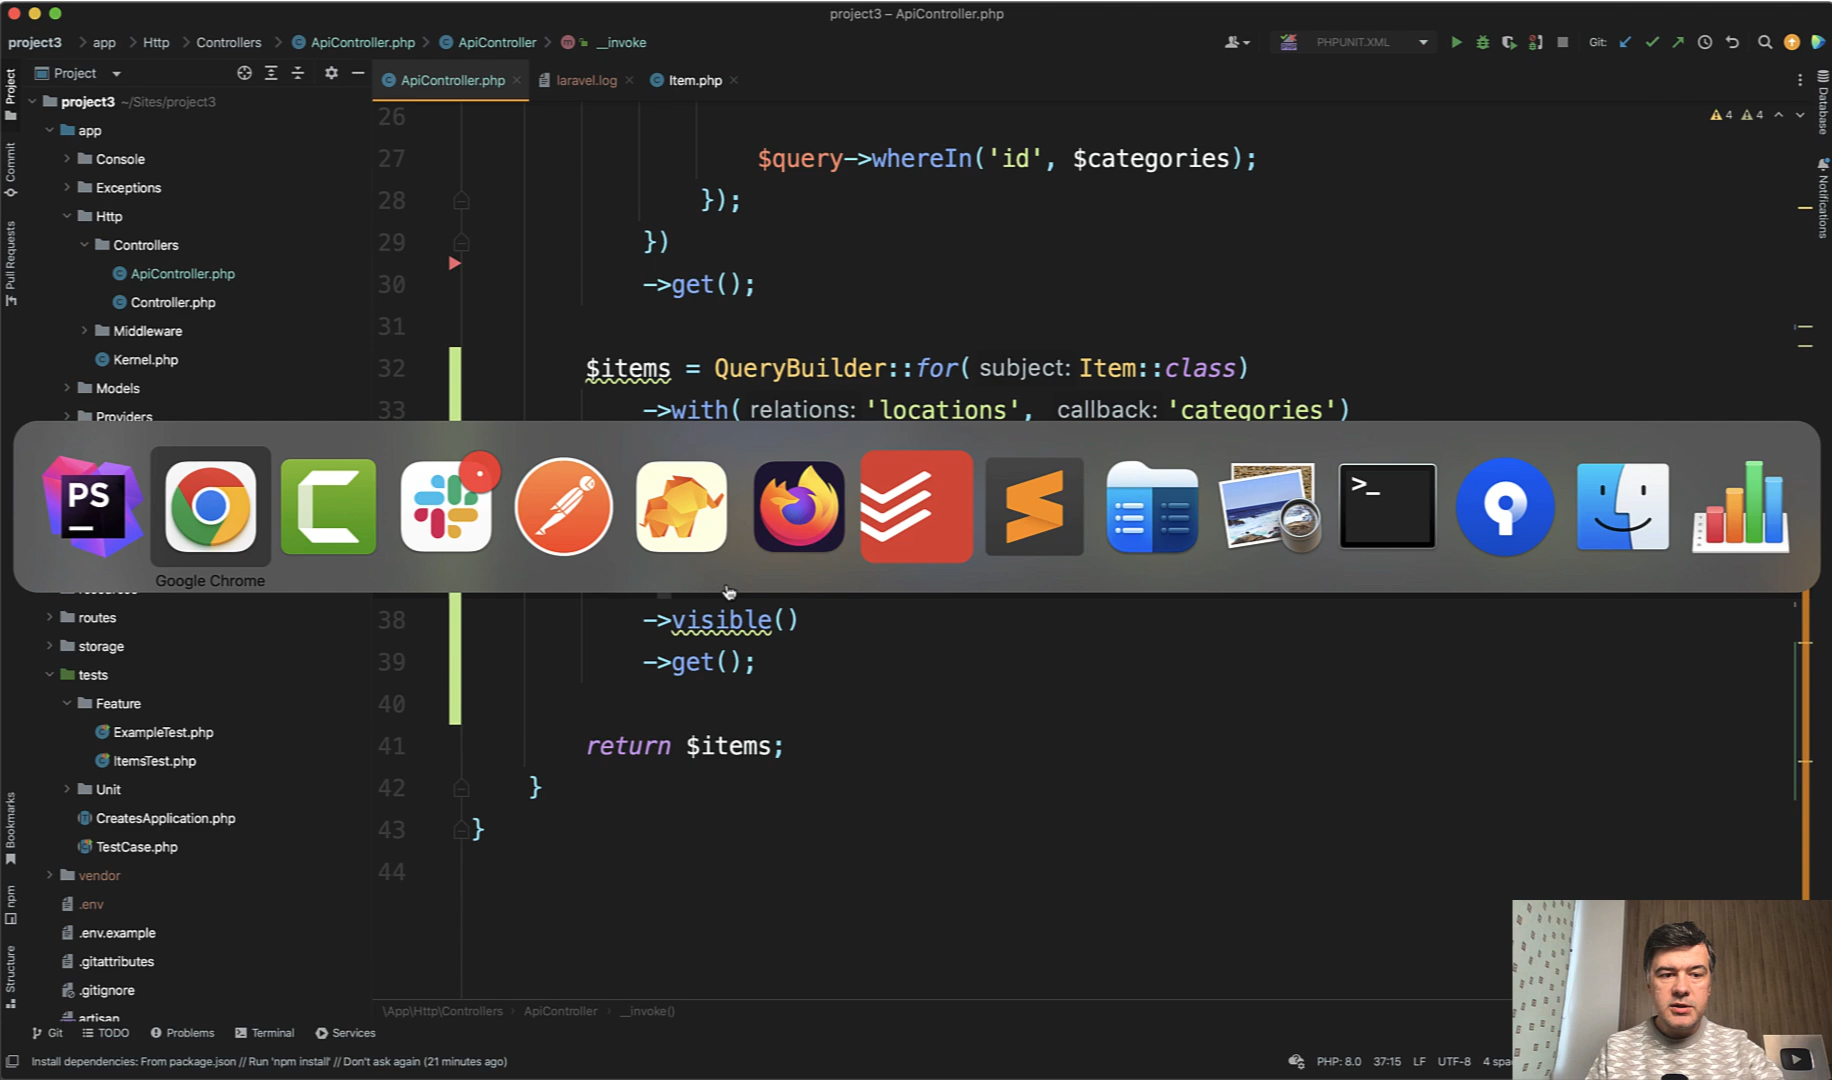 project3 – ApiController.php
project3 > app > Http > Controllers > ApiController.php > ApiController > __invoke
PHPUNIT.XML
Git:
Project
ApiController.php
laravel.log
Item.php
4
4
Project
Commit
Pull Requests
Bookmarks
npm
Structure
Database
Notifications
project3 ~/Sites/project3
app
Console
Exceptions
Http
Controllers
ApiController.php
Controller.php
Middleware
Kernel.php
Models
Providers
routes
storage
tests
Feature
ExampleTest.php
ItemsTest.php
Unit
CreatesApplication.php
TestCase.php
vendor
.env
.env.example
.gitattributes
.gitignore
artisan
26
27 $query->whereIn('id', $categories);
28 });
29 })
30 ->get();
31
32 $items = QueryBuilder::for( subject: Item::class)
33 ->with( relations: 'locations', callback: 'categories')
PS
>_
Google Chrome
38 ->visible()
39 ->get();
40
41 return $items;
42 }
43 }
44
\App\Http\Controllers > ApiController > __invoke()
Git
TODO
Problems
Terminal
Services
Install dependencies: From package.json // Run 'npm install' // Don't ask again (21 minutes ago)
PHP: 8.0
37:15
LF
UTF-8